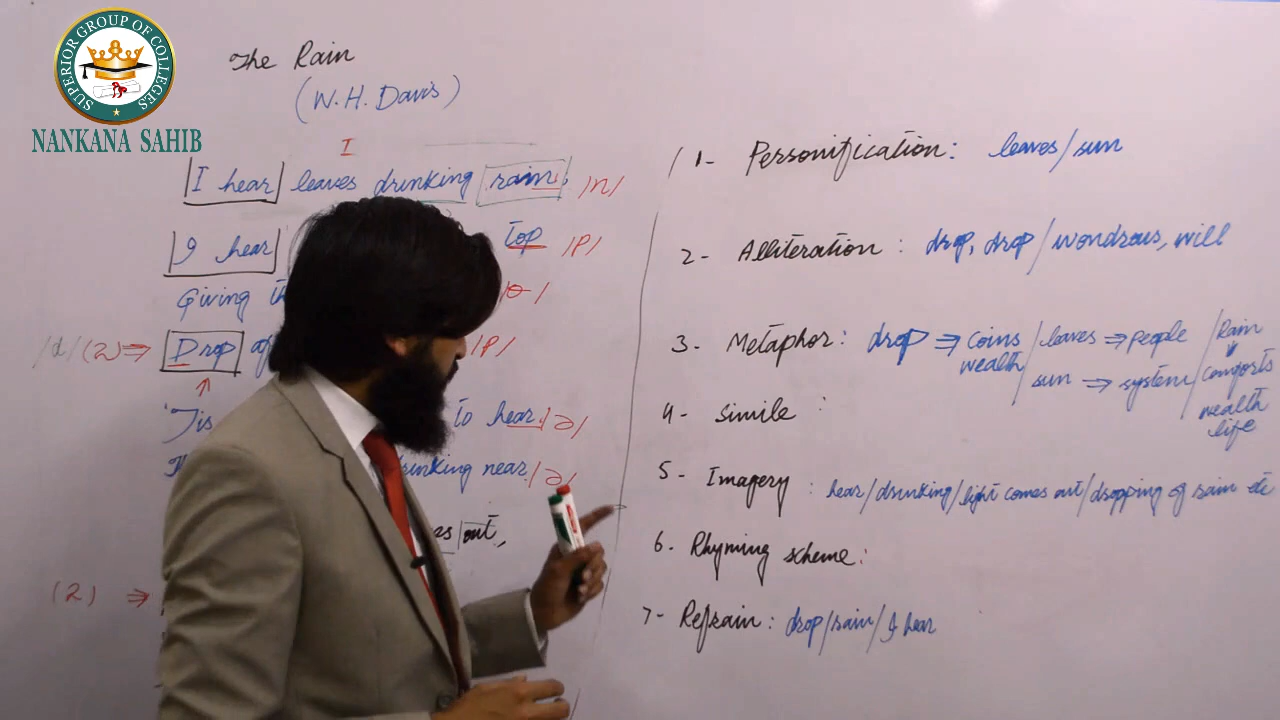 SUPERIOR GROUP OF COLLEGES
NANKANA SAHIB
The Rain
(W. H. Davis)
I
I hear leaves drinking rain, /n/
I hear top /p/
Giving
/d/ (2) ⇒ Drop of /p/
'Tis to hear /ə/
drinking near. /ə/
out,
(2) ⇒
1- Personification: leaves/sun
2- Alliteration: drop, drop/wondrous, will
3- Metaphor: drop ⇒ coins wealth/leaves ⇒ people
sun ⇒ system/Rain comforts wealth life
4- Simile :
5- Imagery : hear/drinking/light comes out/dropping of rain etc
6- Rhyming scheme:
7- Refrain: drop/rain/I hear